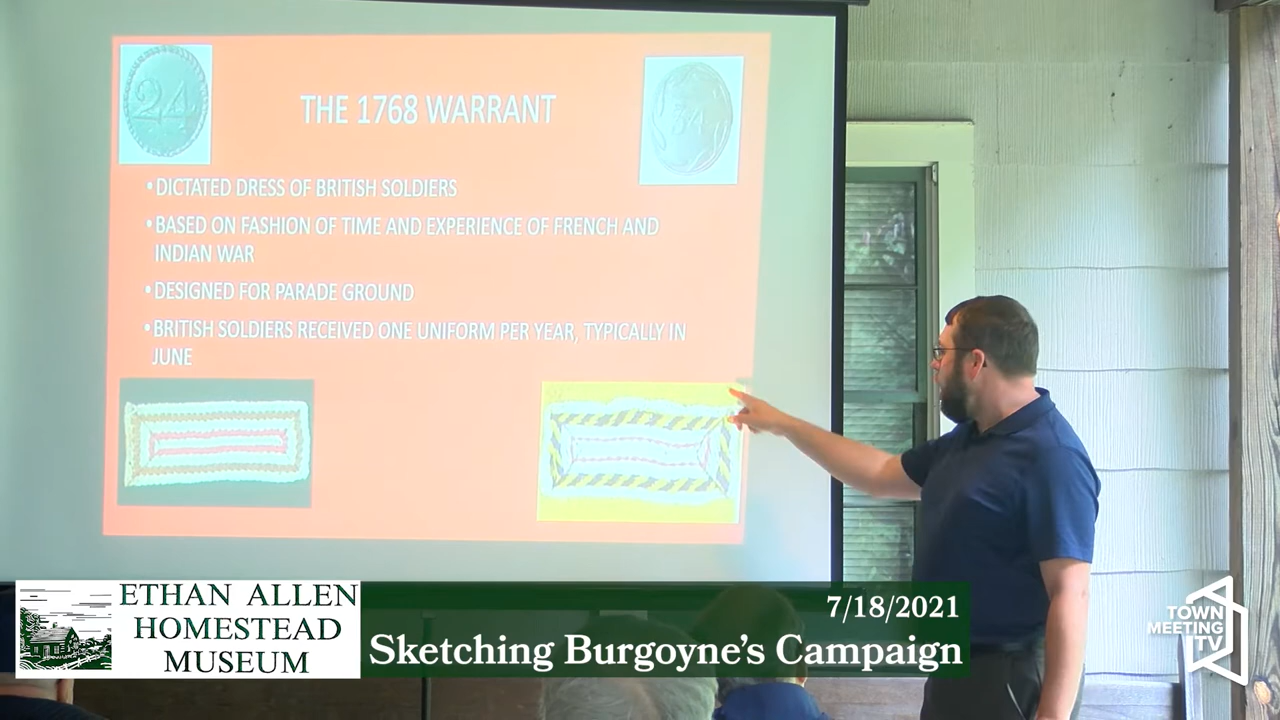 24
THE 1768 WARRANT
34
•DICTATED DRESS OF BRITISH SOLDIERS
•BASED ON FASHION OF TIME AND EXPERIENCE OF FRENCH AND
INDIAN WAR
•DESIGNED FOR PARADE GROUND
•BRITISH SOLDIERS RECEIVED ONE UNIFORM PER YEAR, TYPICALLY IN
JUNE
ETHAN ALLEN
HOMESTEAD
MUSEUM
7/18/2021
Sketching Burgoyne's Campaign
TOWN
MEETING
TV